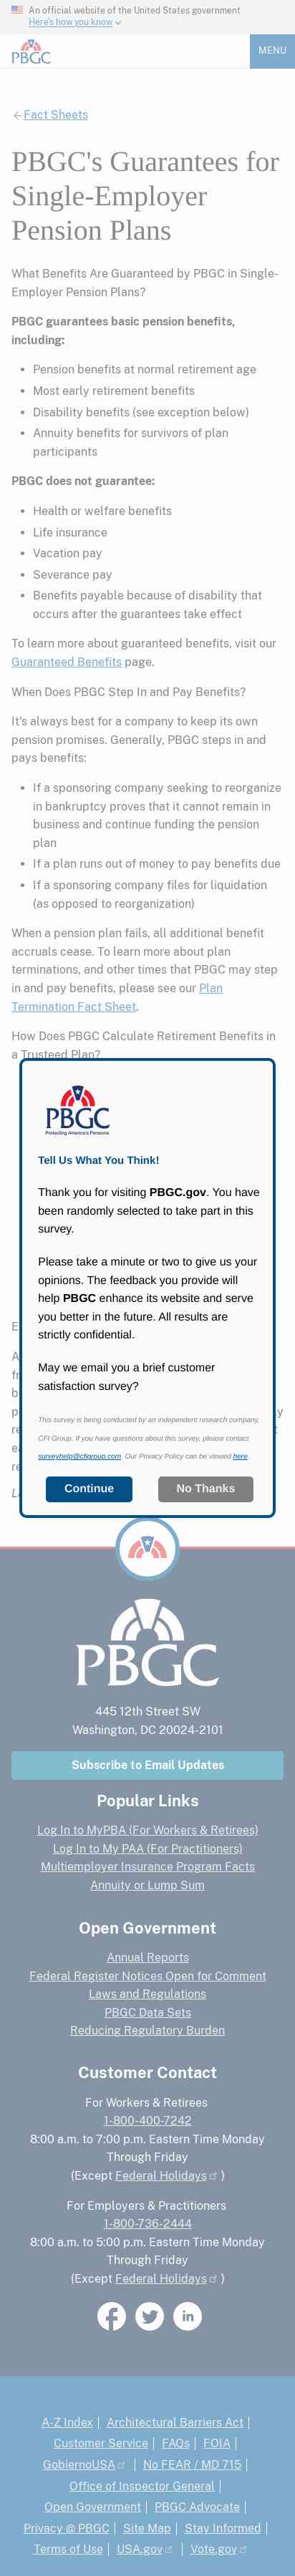 An official website of the United States government
Here's how you know
PBGC
MENU
Fact Sheets
PBGC's Guarantees for
Single-Employer
Pension Plans
What Benefits Are Guaranteed by PBGC in Single-
Employer Pension Plans?
PBGC guarantees basic pension benefits,
including:
• Pension benefits at normal retirement age
• Most early retirement benefits
• Disability benefits (see exception below)
• Annuity benefits for survivors of plan
participants
PBGC does not guarantee:
• Health or welfare benefits
• Life insurance
• Vacation pay
• Severance pay
• Benefits payable because of disability that
occurs after the guarantees take effect
To learn more about guaranteed benefits, visit our
Guaranteed Benefits page.
When Does PBGC Step In and Pay Benefits?
It's always best for a company to keep its own
pension promises. Generally, PBGC steps in and
pays benefits:
• If a sponsoring company seeking to reorganize
in bankruptcy proves that it cannot remain in
business and continue funding the pension
plan
• If a plan runs out of money to pay benefits due
• If a sponsoring company files for liquidation
(as opposed to reorganization)
When a pension plan fails, all additional benefit
accruals cease. To learn more about plan
terminations, and other times that PBGC may step
in and pay benefits, please see our Plan
Termination Fact Sheet.
How Does PBGC Calculate Retirement Benefits in
a Trusteed Plan?
PBGC
Protecting America's Pensions
Tell Us What You Think!
Thank you for visiting PBGC.gov. You have
been randomly selected to take part in this
survey.
Please take a minute or two to give us your
opinions. The feedback you provide will
help PBGC enhance its website and serve
you better in the future. All results are
strictly confidential.
May we email you a brief customer
satisfaction survey?
This survey is being conducted by an independent research company,
CFI Group. If you have questions about this survey, please contact
surveyhelp@cfigroup.com. Our Privacy Policy can be viewed here.
Continue
No Thanks
PBGC
445 12th Street SW
Washington, DC 20024-2101
Subscribe to Email Updates
Popular Links
Log In to MyPBA (For Workers & Retirees)
Log In to My PAA (For Practitioners)
Multiemployer Insurance Program Facts
Annuity or Lump Sum
Open Government
Annual Reports
Federal Register Notices Open for Comment
Laws and Regulations
PBGC Data Sets
Reducing Regulatory Burden
Customer Contact
For Workers & Retirees
1-800-400-7242
8:00 a.m. to 7:00 p.m. Eastern Time Monday
Through Friday
(Except Federal Holidays )
For Employers & Practitioners
1-800-736-2444
8:00 a.m. to 5:00 p.m. Eastern Time Monday
Through Friday
(Except Federal Holidays )
A-Z Index | Architectural Barriers Act |
Customer Service | FAQs | FOIA |
GobiernoUSA | No FEAR / MD 715 |
Office of Inspector General |
Open Government | PBGC Advocate |
Privacy @ PBGC | Site Map | Stay Informed |
Terms of Use | USA.gov | Vote.gov